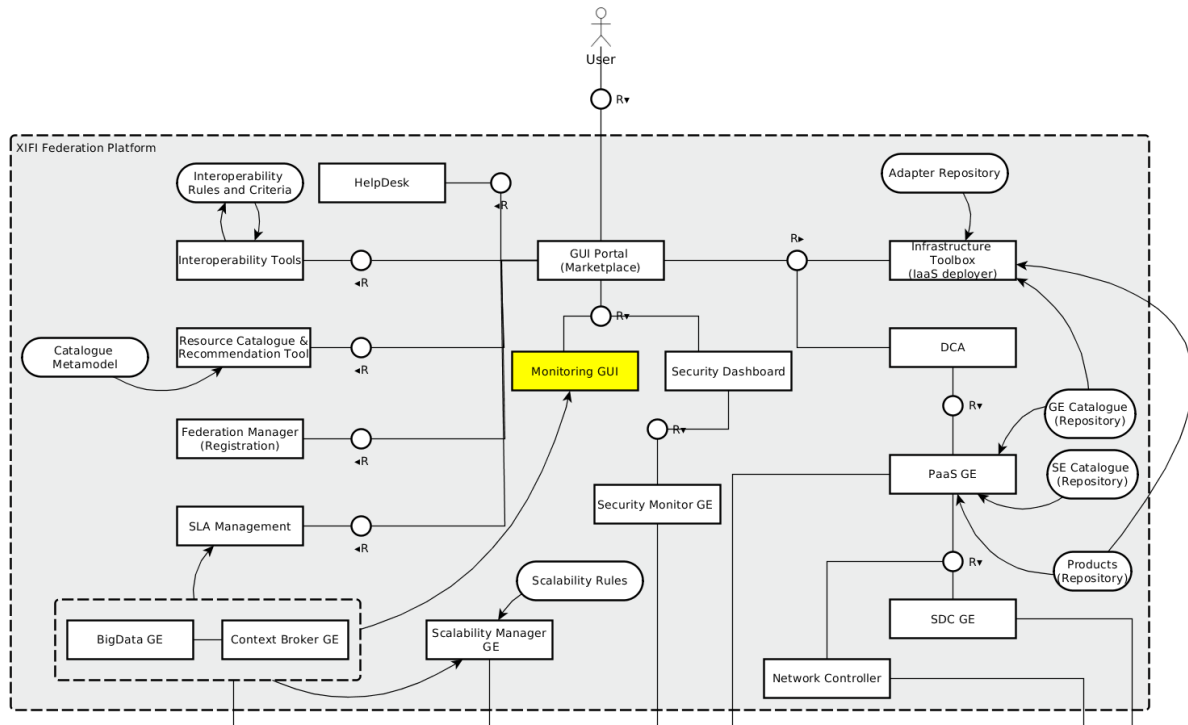 User
R▾
XIFI Federation Platform
Interoperability
Rules and Criteria
HelpDesk
◂R
Adapter Repository
Interoperability Tools
◂R
GUI Portal
(Marketplace)
R▸
Infrastructure
Toolbox
(IaaS deployer)
R▾
Catalogue
Metamodel
Resource Catalogue &
Recommendation Tool
◂R
Monitoring GUI
Security Dashboard
DCA
R▾
GE Catalogue
(Repository)
Federation Manager
(Registration)
◂R
R▾
PaaS GE
SE Catalogue
(Repository)
SLA Management
◂R
Security Monitor GE
R▾
Products
(Repository)
Scalability Rules
BigData GE
Context Broker GE
Scalability Manager
GE
SDC GE
Network Controller